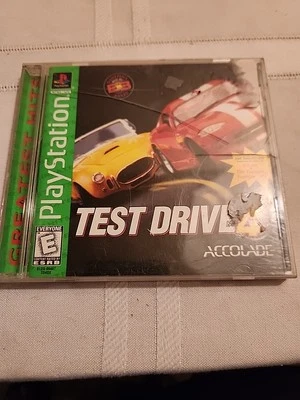 GREATEST HITS
PlayStation
TEST DRIVE 4
ACCOLADE
EVERYONE
E
ESRB